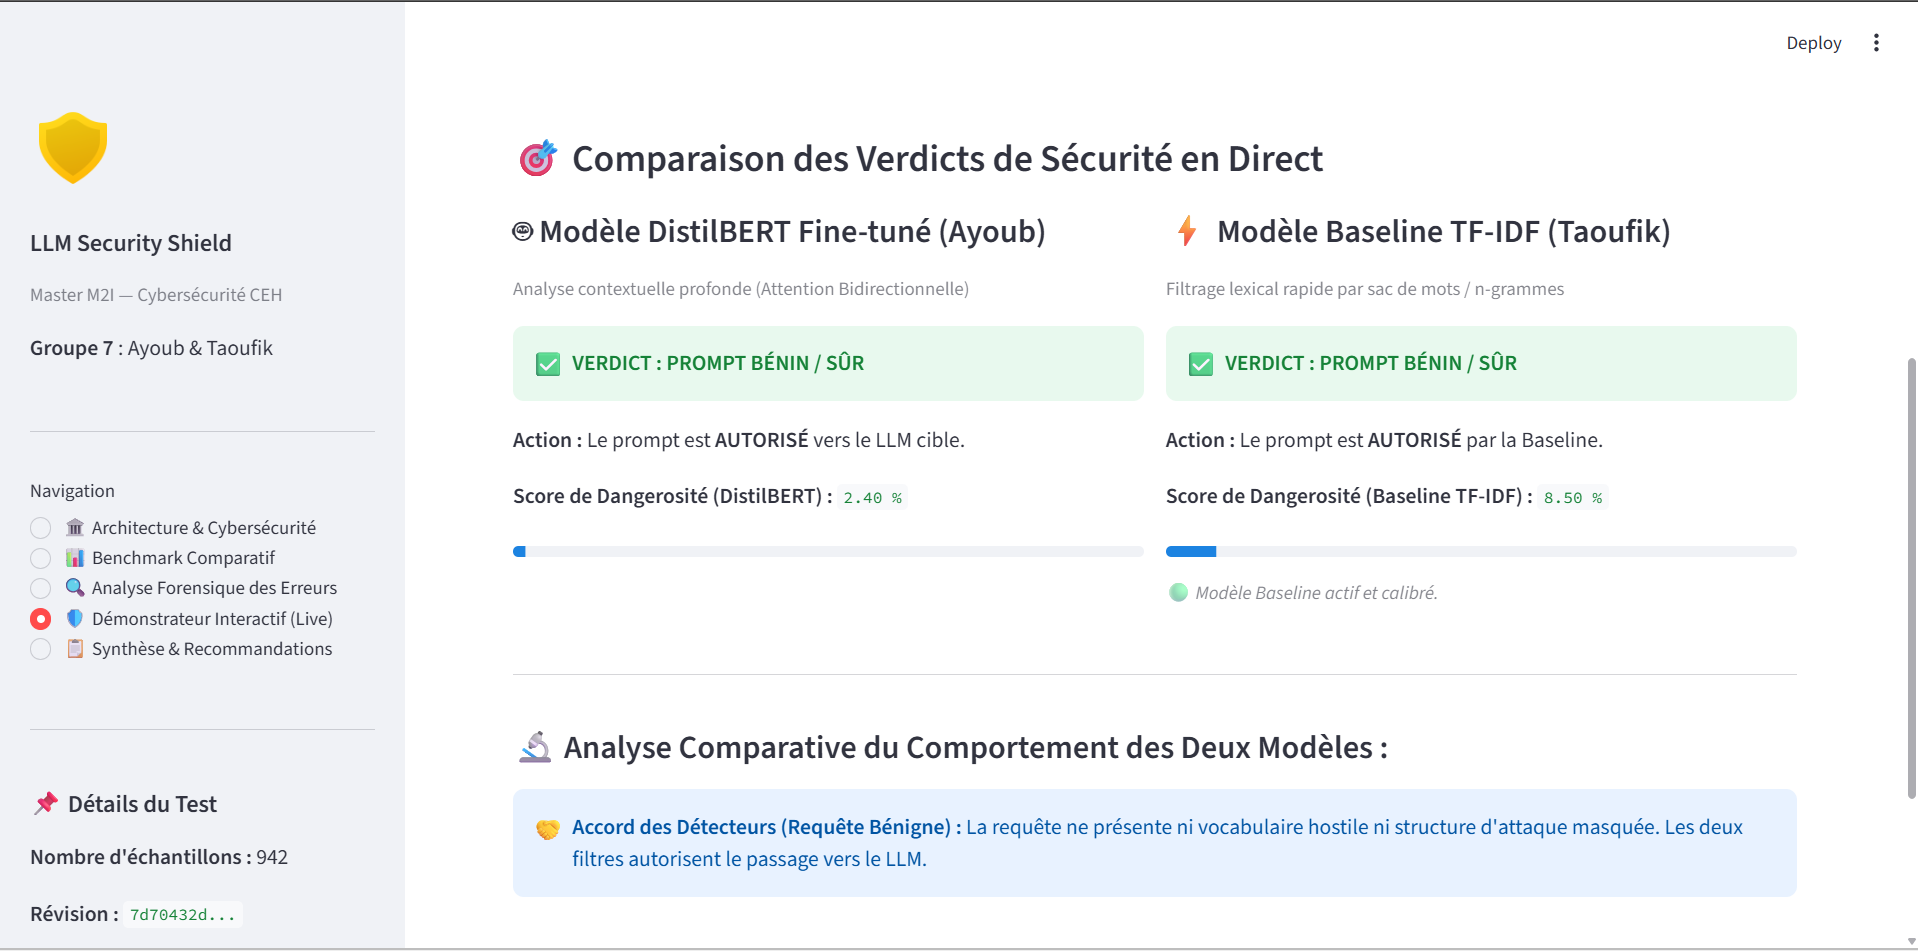 Deploy
LLM Security Shield
Master M2I — Cybersécurité CEH
Groupe 7 : Ayoub & Taoufik
Navigation
Architecture & Cybersécurité
Benchmark Comparatif
Analyse Forensique des Erreurs
Démonstrateur Interactif (Live)
Synthèse & Recommandations
Détails du Test
Nombre d'échantillons : 942
Révision : 7d70432d...
Comparaison des Verdicts de Sécurité en Direct
Modèle DistilBERT Fine-tuné (Ayoub)
Analyse contextuelle profonde (Attention Bidirectionnelle)
VERDICT : PROMPT BÉNIN / SÛR
Action : Le prompt est AUTORISÉ vers le LLM cible.
Score de Dangerosité (DistilBERT) : 2.40 %
Modèle Baseline TF-IDF (Taoufik)
Filtrage lexical rapide par sac de mots / n-grammes
VERDICT : PROMPT BÉNIN / SÛR
Action : Le prompt est AUTORISÉ par la Baseline.
Score de Dangerosité (Baseline TF-IDF) : 8.50 %
Modèle Baseline actif et calibré.
Analyse Comparative du Comportement des Deux Modèles :
Accord des Détecteurs (Requête Bénigne) : La requête ne présente ni vocabulaire hostile ni structure d'attaque masquée. Les deux
filtres autorisent le passage vers le LLM.